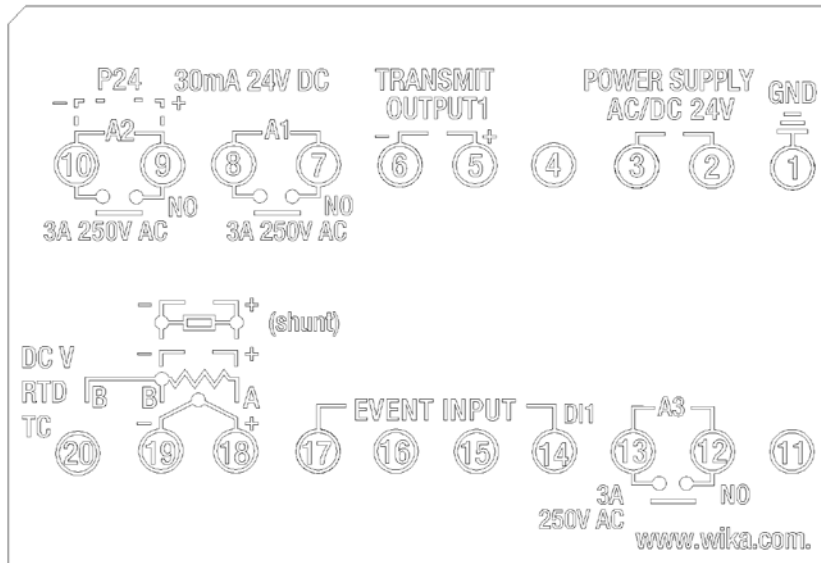 P24 30mA 24V DC
TRANSMIT
OUTPUT1
POWER SUPPLY
AC/DC 24V
GND
- +
A2 A1
- +
10 9 8 7 6 5 4 3 2 1
NO NO
3A 250V AC 3A 250V AC
- + (shunt)
DC V - +
RTD B B A
TC - +
EVENT INPUT DI1 A3
20 19 18 17 16 15 14 13 12 11
3A NO
250V AC
www.wika.com.